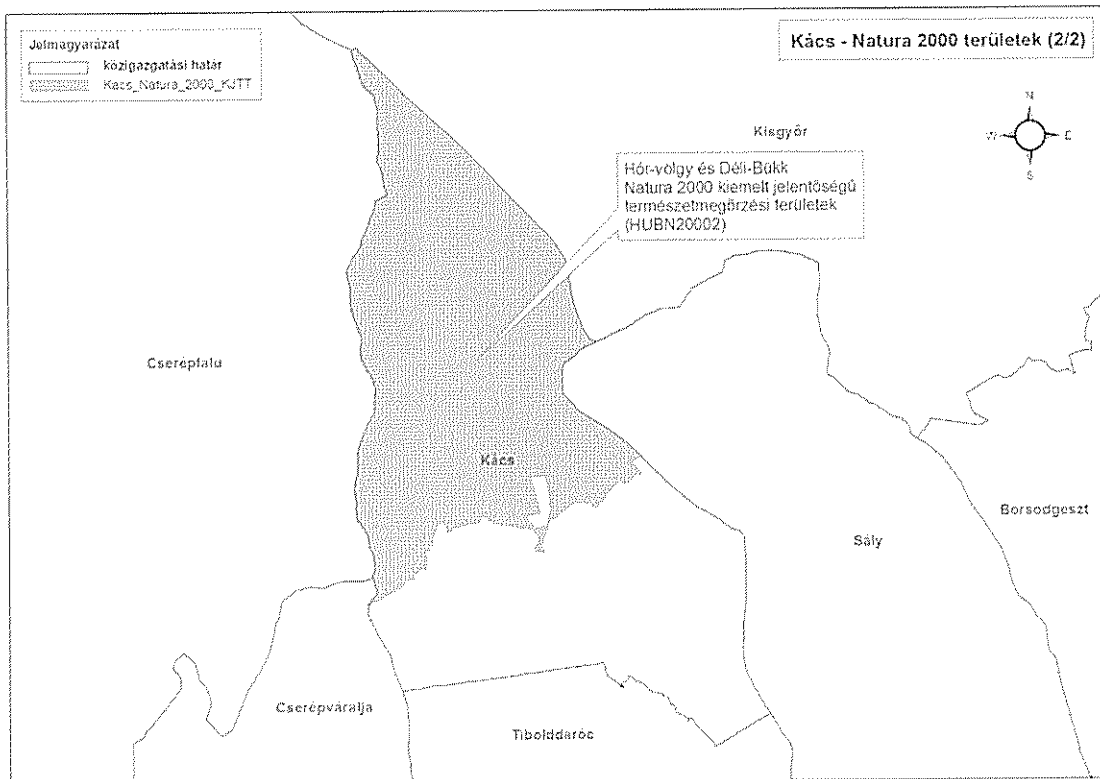 Jelmagyarázat
közigazgatási határ
Kacs_Natura_2000_KJTT
Kács - Natura 2000 területek (2/2)
N
W
E
S
Kisgyőr
Hór-völgy és Déli-Bükk
Natura 2000 kiemelt jelentőségű
természetmegőrzési területek
(HUBN20002)
Cserépfalu
Kács
Borsodgeszt
Sály
Cserépváralja
Tibolddaróc